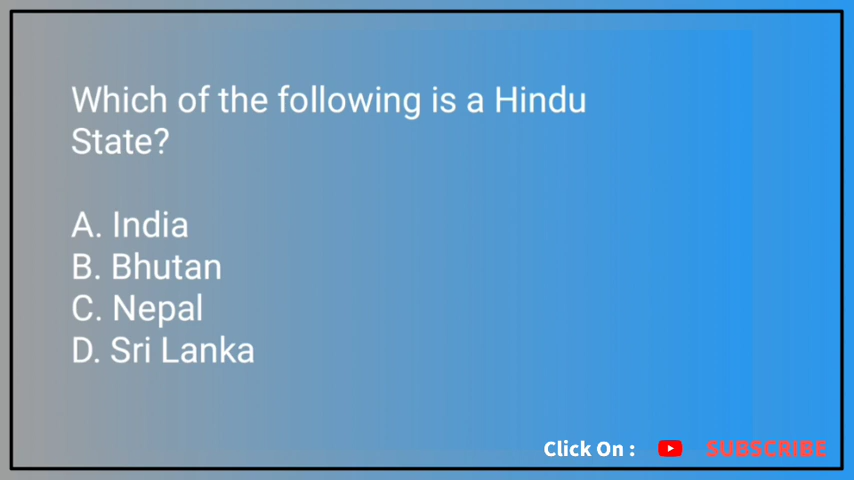 Which of the following is a Hindu
State?
A. India
B. Bhutan
C. Nepal
D. Sri Lanka
Click On : SUBSCRIBE